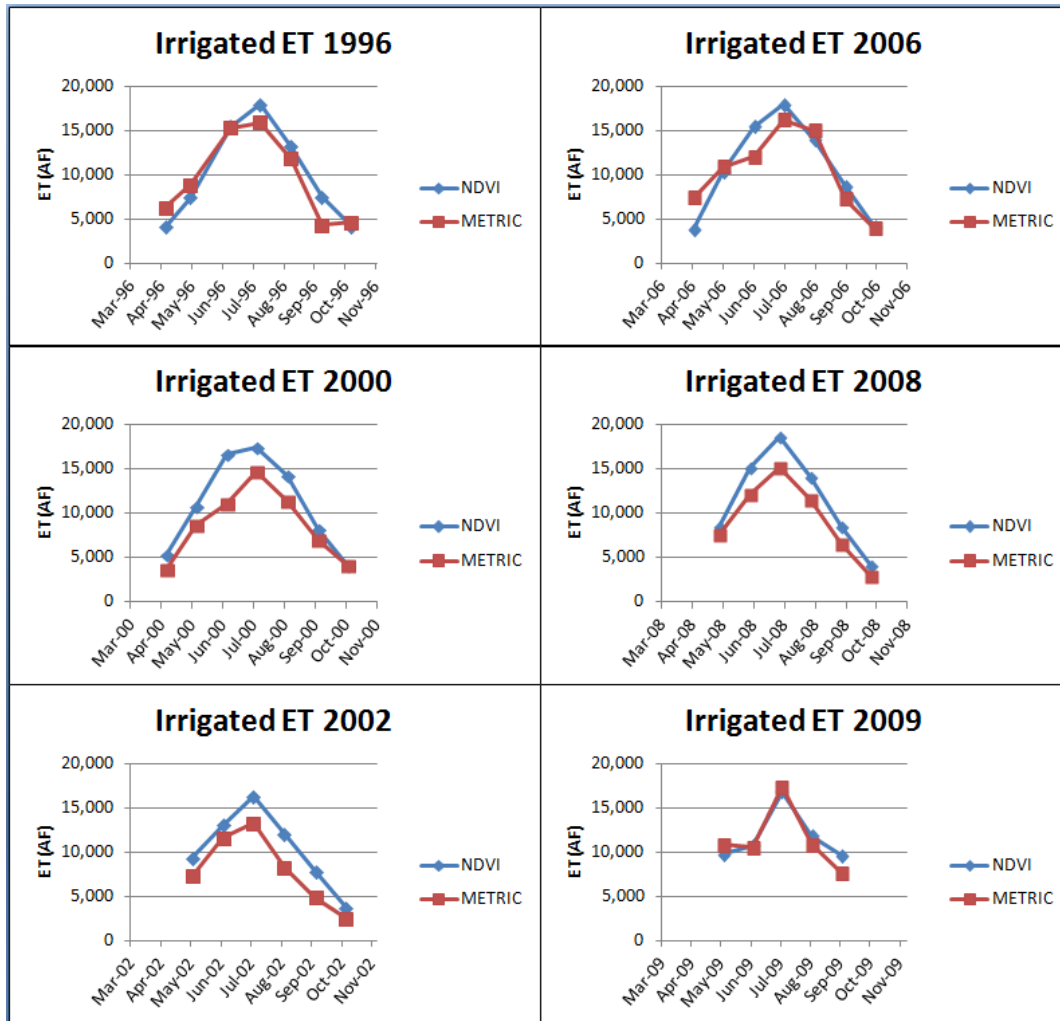 Irrigated ET 1996
ET (AF)
20,000
15,000
10,000
5,000
0
Mar-96
Apr-96
May-96
Jun-96
Jul-96
Aug-96
Sep-96
Oct-96
Nov-96
NDVI
METRIC
Irrigated ET 2006
ET (AF)
20,000
15,000
10,000
5,000
0
Mar-06
Apr-06
May-06
Jun-06
Jul-06
Aug-06
Sep-06
Oct-06
Nov-06
NDVI
METRIC
Irrigated ET 2000
ET (AF)
20,000
15,000
10,000
5,000
0
Mar-00
Apr-00
May-00
Jun-00
Jul-00
Aug-00
Sep-00
Oct-00
Nov-00
NDVI
METRIC
Irrigated ET 2008
ET (AF)
20,000
15,000
10,000
5,000
0
Mar-08
Apr-08
May-08
Jun-08
Jul-08
Aug-08
Sep-08
Oct-08
Nov-08
NDVI
METRIC
Irrigated ET 2002
ET (AF)
20,000
15,000
10,000
5,000
0
Mar-02
Apr-02
May-02
Jun-02
Jul-02
Aug-02
Sep-02
Oct-02
Nov-02
NDVI
METRIC
Irrigated ET 2009
ET (AF)
20,000
15,000
10,000
5,000
0
Mar-09
Apr-09
May-09
Jun-09
Jul-09
Aug-09
Sep-09
Oct-09
Nov-09
NDVI
METRIC